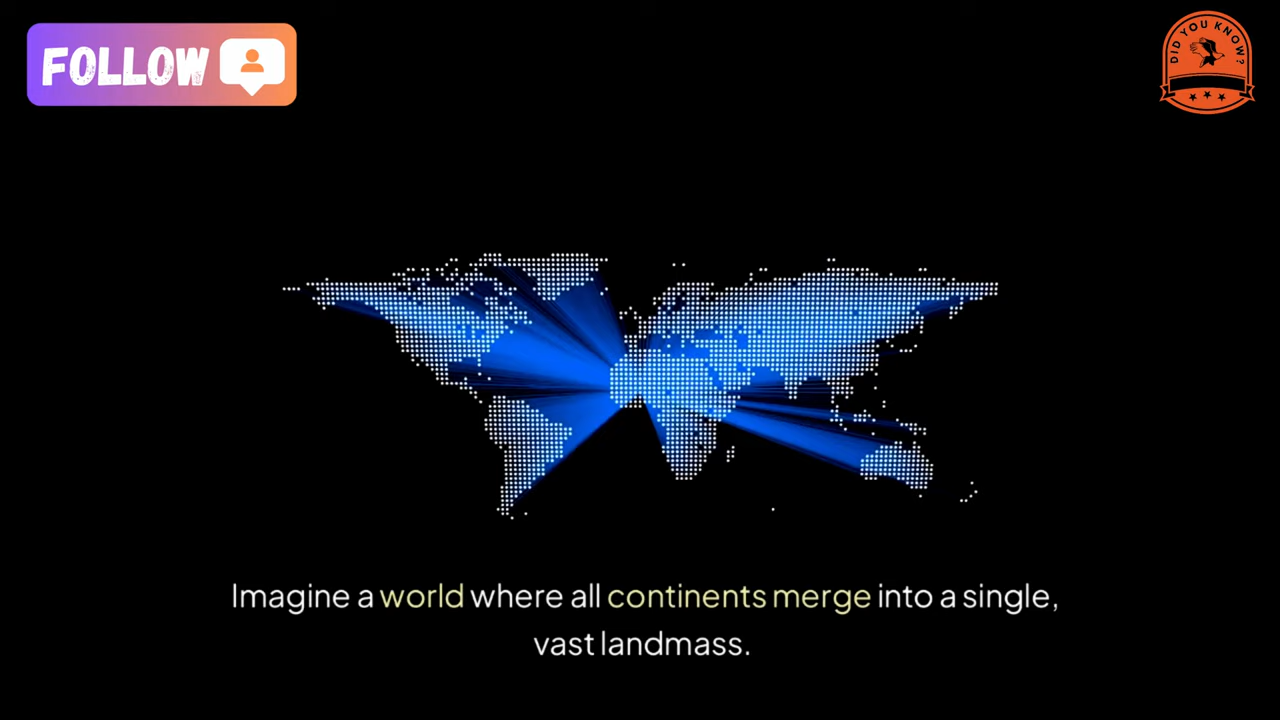 FOLLOW
DID YOU KNOW?
Imagine a world where all continents merge into a single,
vast landmass.